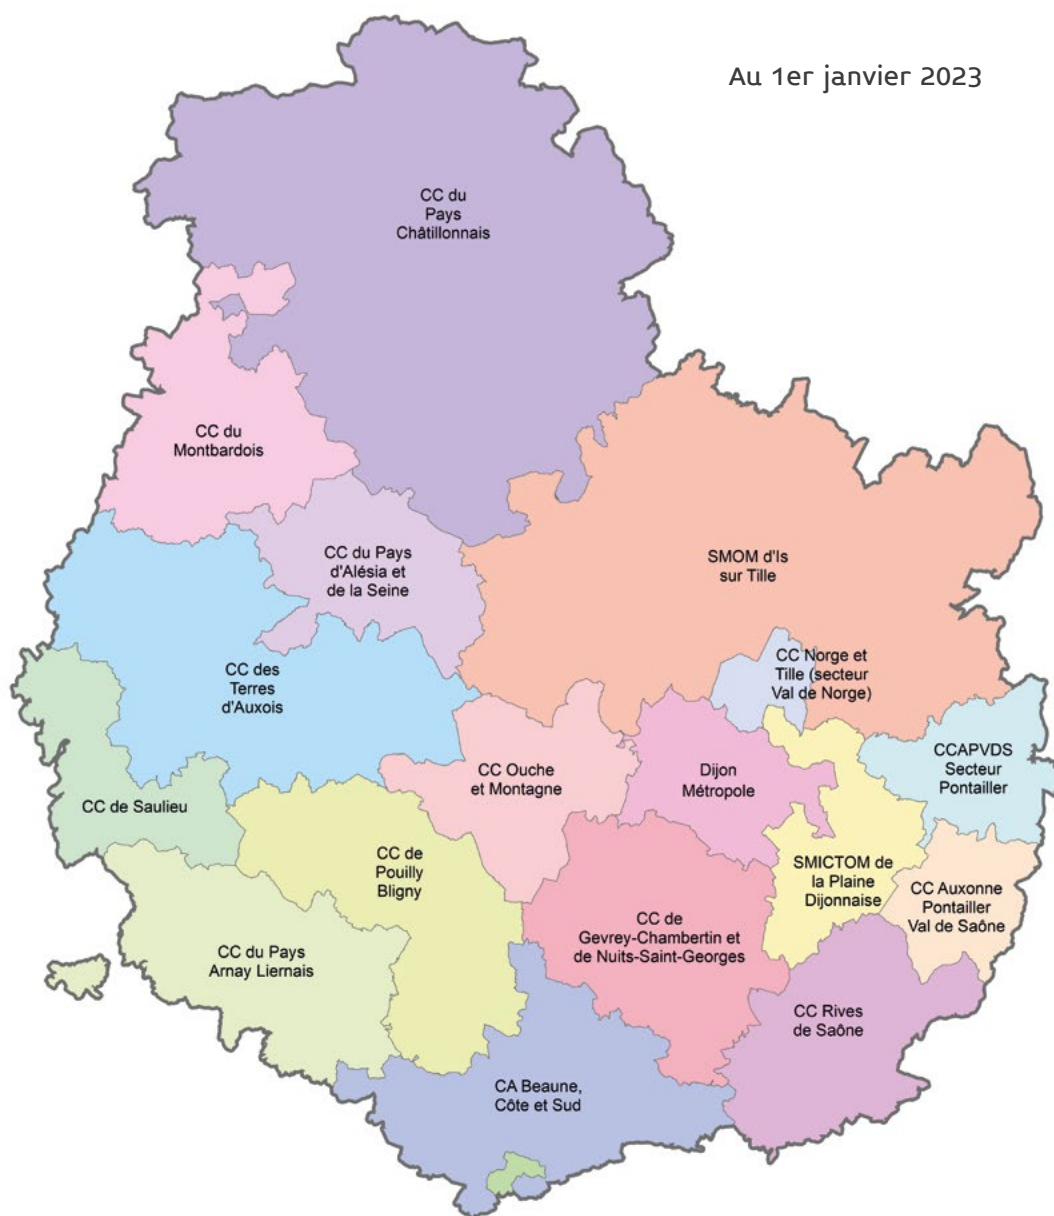 Au 1er janvier 2023
CC du
Pays
Châtillonnais
CC du
Montbardois
CC du Pays
d'Alésia et
de la Seine
SMOM d'Is
sur Tille
CC des
Terres
d'Auxois
CC Norge et
Tille (secteur
Val de Norge)
CCAPVDS
Secteur
Pontailler
CC Ouche
et Montagne
Dijon
Métropole
CC de Saulieu
CC de
Pouilly
Bligny
SMICTOM de
la Plaine
Dijonnaise
CC Auxonne
Pontailler
Val de Saône
CC de
Gevrey-Chambertin et
de Nuits-Saint-Georges
CC du Pays
Arnay Liernais
CC Rives
de Saône
CA Beaune,
Côte et Sud